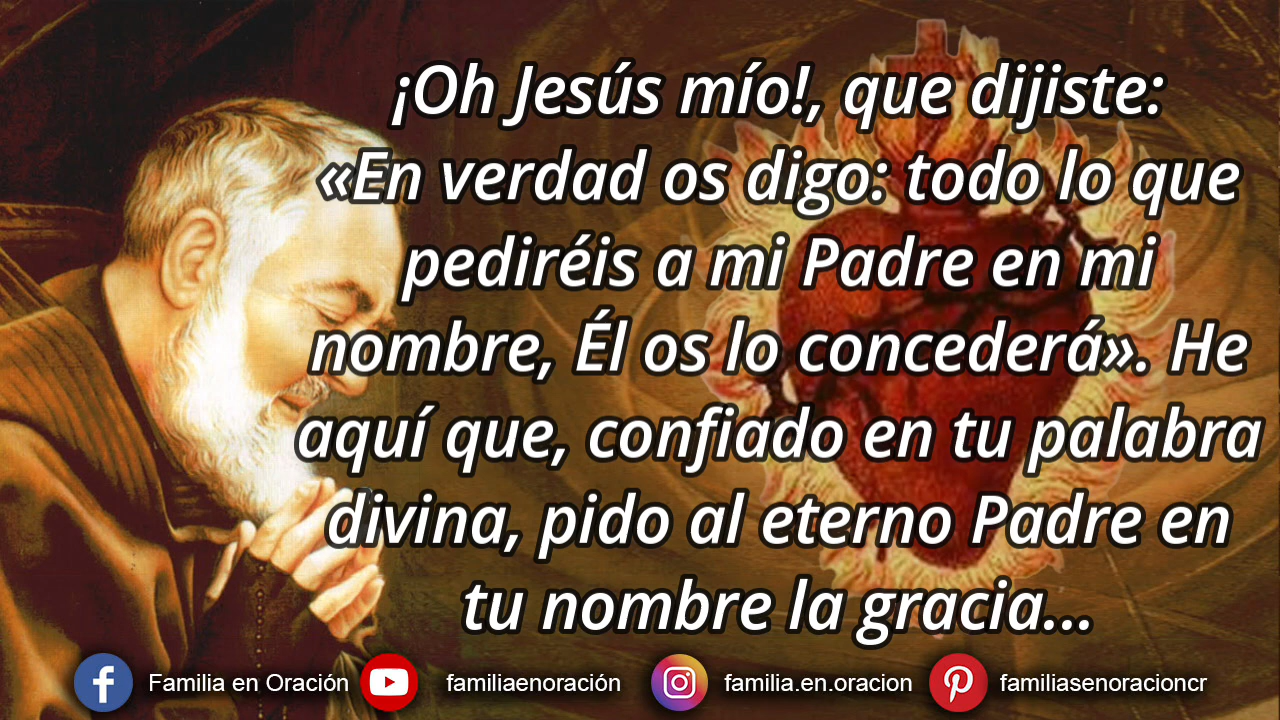 ¡Oh Jesús mío!, que dijiste:
«En verdad os digo: todo lo que
pediréis a mi Padre en mi
nombre, Él os lo concederá». He
aquí que, confiado en tu palabra
divina, pido al eterno Padre en
tu nombre la gracia...
Familia en Oración familiaenoración familia.en.oracion familiasenoracioncr